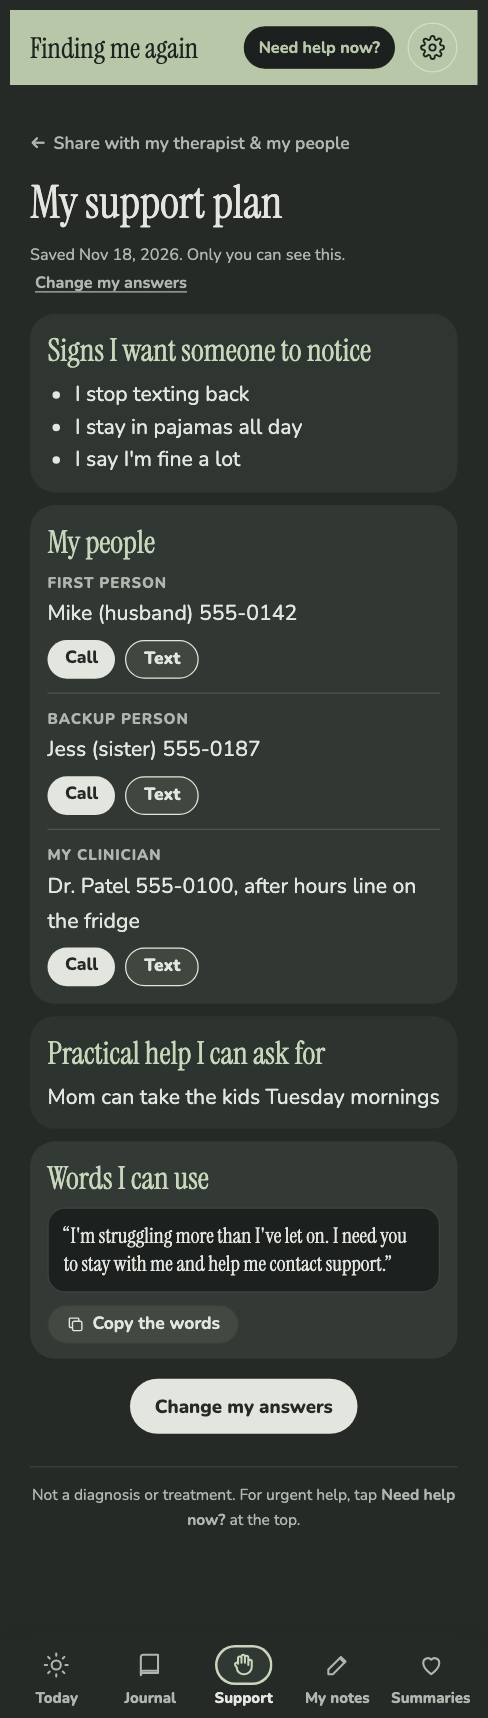 Finding me again
Need help now?
← Share with my therapist & my people
My support plan
Saved Nov 18, 2026. Only you can see this.
Change my answers
Signs I want someone to notice
• I stop texting back
• I stay in pajamas all day
• I say I'm fine a lot
My people
FIRST PERSON
Mike (husband) 555-0142
Call Text
BACKUP PERSON
Jess (sister) 555-0187
Call Text
MY CLINICIAN
Dr. Patel 555-0100, after hours line on
the fridge
Call Text
Practical help I can ask for
Mom can take the kids Tuesday mornings
Words I can use
“I'm struggling more than I've let on. I need you
to stay with me and help me contact support.”
Copy the words
Change my answers
Not a diagnosis or treatment. For urgent help, tap Need help
now? at the top.
Today Journal Support My notes Summaries